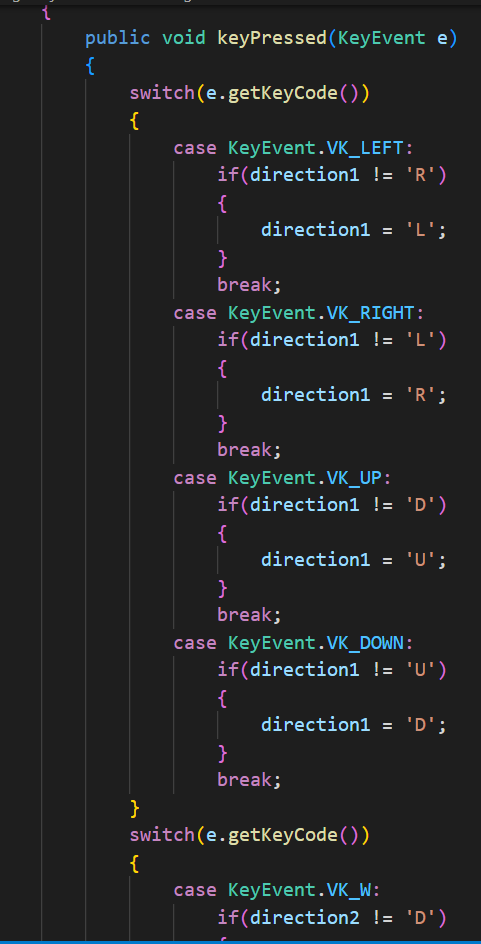 {
public void keyPressed(KeyEvent e)
{
switch(e.getKeyCode())
{
case KeyEvent.VK_LEFT:
if(direction1 != 'R')
{
direction1 = 'L';
}
break;
case KeyEvent.VK_RIGHT:
if(direction1 != 'L')
{
direction1 = 'R';
}
break;
case KeyEvent.VK_UP:
if(direction1 != 'D')
{
direction1 = 'U';
}
break;
case KeyEvent.VK_DOWN:
if(direction1 != 'U')
{
direction1 = 'D';
}
break;
}
switch(e.getKeyCode())
{
case KeyEvent.VK_W:
if(direction2 != 'D')